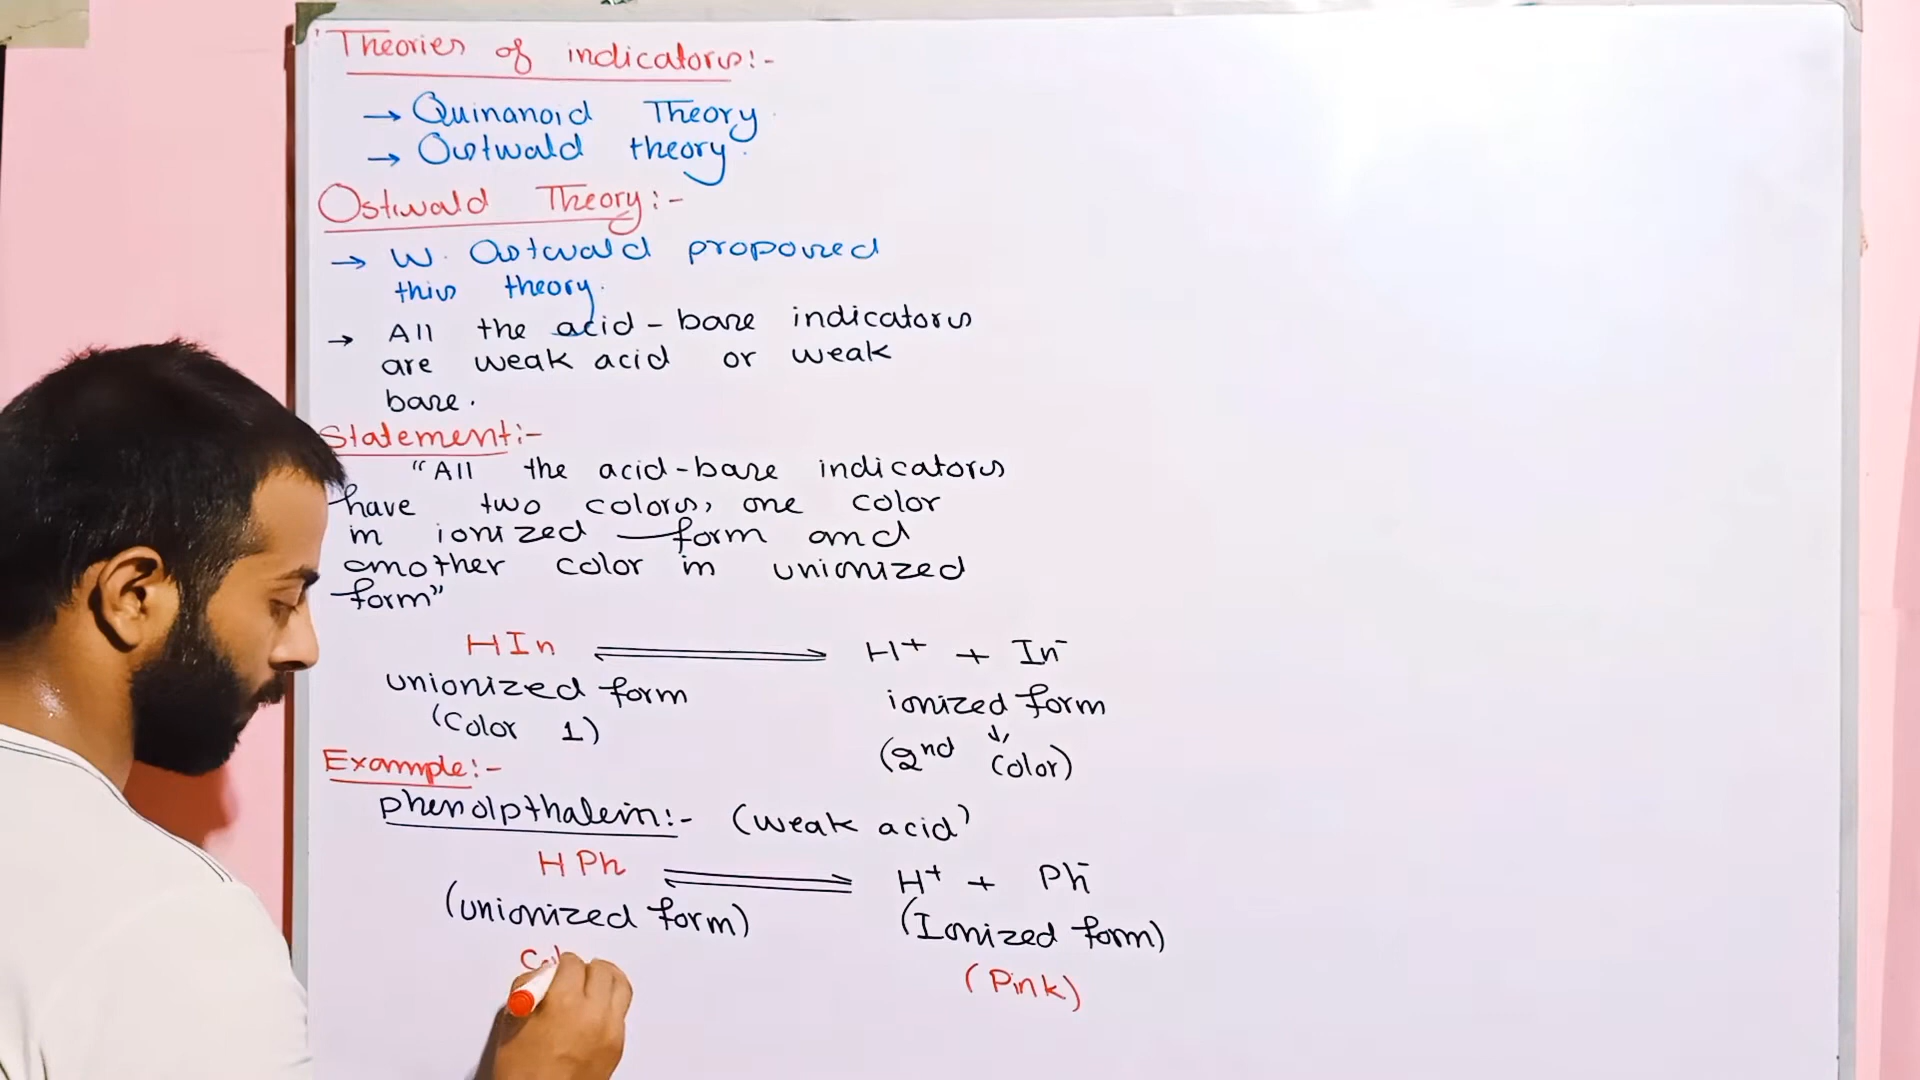 Theories of indicators:-
→ Quinanoid Theory
→ Ostwald theory.
Ostwald Theory:-
→ W. Ostwald proposed
this theory.
→ All the acid-base indicators
are weak acid or weak
base.
Statement:-
"All the acid-base indicators
have two colors, one color
in ionized form and
another color in unionized
form"
HIn ⇌ H+ + In-
unionized form ionized form
(Color 1) (2nd ↓ Color)
Example:-
phenolpthalein:- (weak acid)
HPh ⇌ H+ + Ph-
(unionized form) (Ionized form)
(Pink)